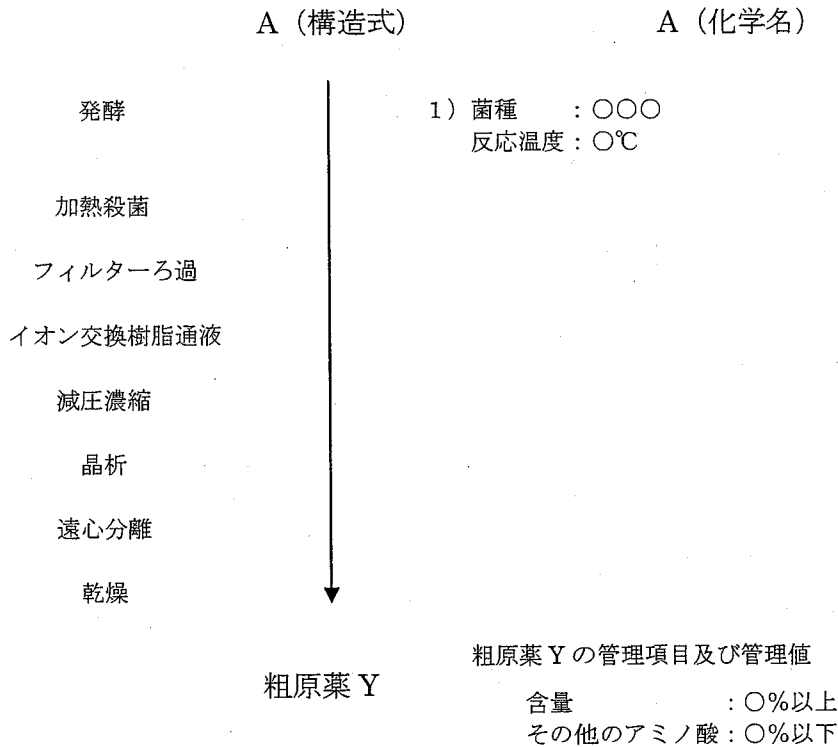 A（構造式） A（化学名）
発酵 1）菌種 ：○○○
反応温度：○℃
加熱殺菌
フィルターろ過
イオン交換樹脂通液
減圧濃縮
晶析
遠心分離
乾燥
粗原薬Yの管理項目及び管理値
粗原薬Y
含量 ：○%以上
その他のアミノ酸：○%以下